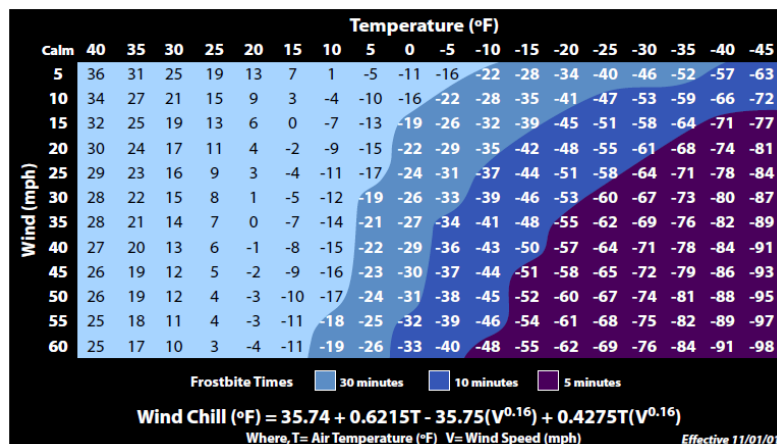 Temperature (ºF)
Calm 40 35 30 25 20 15 10 5 0 -5 -10 -15 -20 -25 -30 -35 -40 -45
5 36 31 25 19 13 7 1 -5 -11 -16 -22 -28 -34 -40 -46 -52 -57 -63
10 34 27 21 15 9 3 -4 -10 -16 -22 -28 -35 -41 -47 -53 -59 -66 -72
15 32 25 19 13 6 0 -7 -13 -19 -26 -32 -39 -45 -51 -58 -64 -71 -77
20 30 24 17 11 4 -2 -9 -15 -22 -29 -35 -42 -48 -55 -61 -68 -74 -81
25 29 23 16 9 3 -4 -11 -17 -24 -31 -37 -44 -51 -58 -64 -71 -78 -84
30 28 22 15 8 1 -5 -12 -19 -26 -33 -39 -46 -53 -60 -67 -73 -80 -87
35 28 21 14 7 0 -7 -14 -21 -27 -34 -41 -48 -55 -62 -69 -76 -82 -89
40 27 20 13 6 -1 -8 -15 -22 -29 -36 -43 -50 -57 -64 -71 -78 -84 -91
45 26 19 12 5 -2 -9 -16 -23 -30 -37 -44 -51 -58 -65 -72 -79 -86 -93
50 26 19 12 4 -3 -10 -17 -24 -31 -38 -45 -52 -60 -67 -74 -81 -88 -95
55 25 18 11 4 -3 -11 -18 -25 -32 -39 -46 -54 -61 -68 -75 -82 -89 -97
60 25 17 10 3 -4 -11 -19 -26 -33 -40 -48 -55 -62 -69 -76 -84 -91 -98
Wind (mph)
Frostbite Times 30 minutes 10 minutes 5 minutes
Wind Chill (ºF) = 35.74 + 0.6215T - 35.75(V^0.16) + 0.4275T(V^0.16)
Where, T= Air Temperature (ºF) V= Wind Speed (mph) Effective 11/01/0